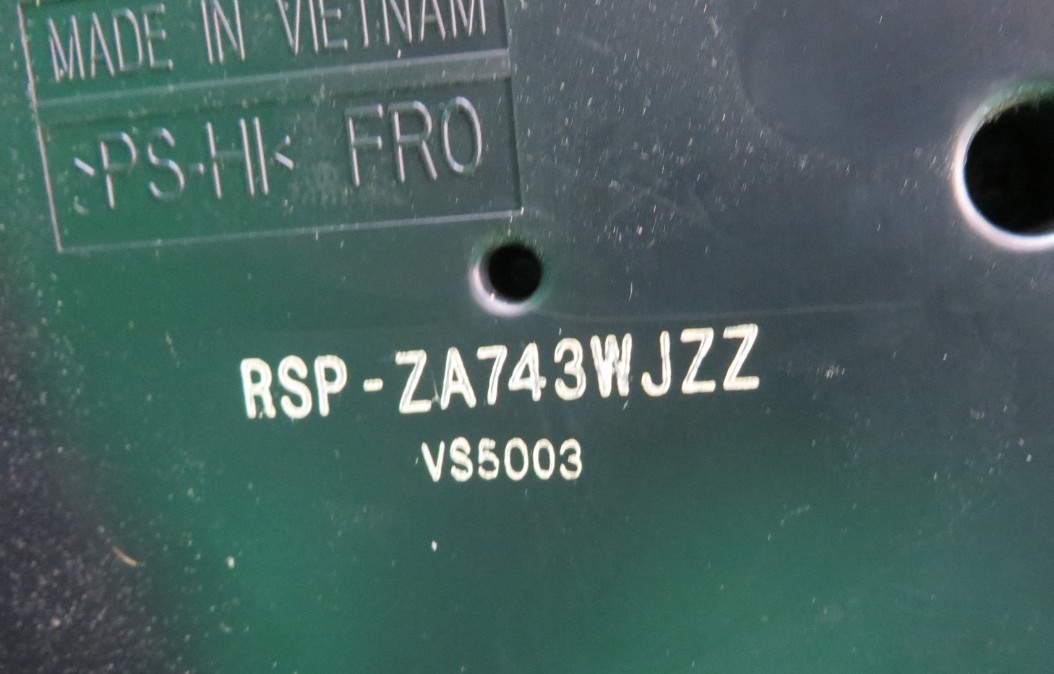 MADE IN VIETNAM
>PS-HI< FRO
RSP-ZA743WJZZ
VS5003